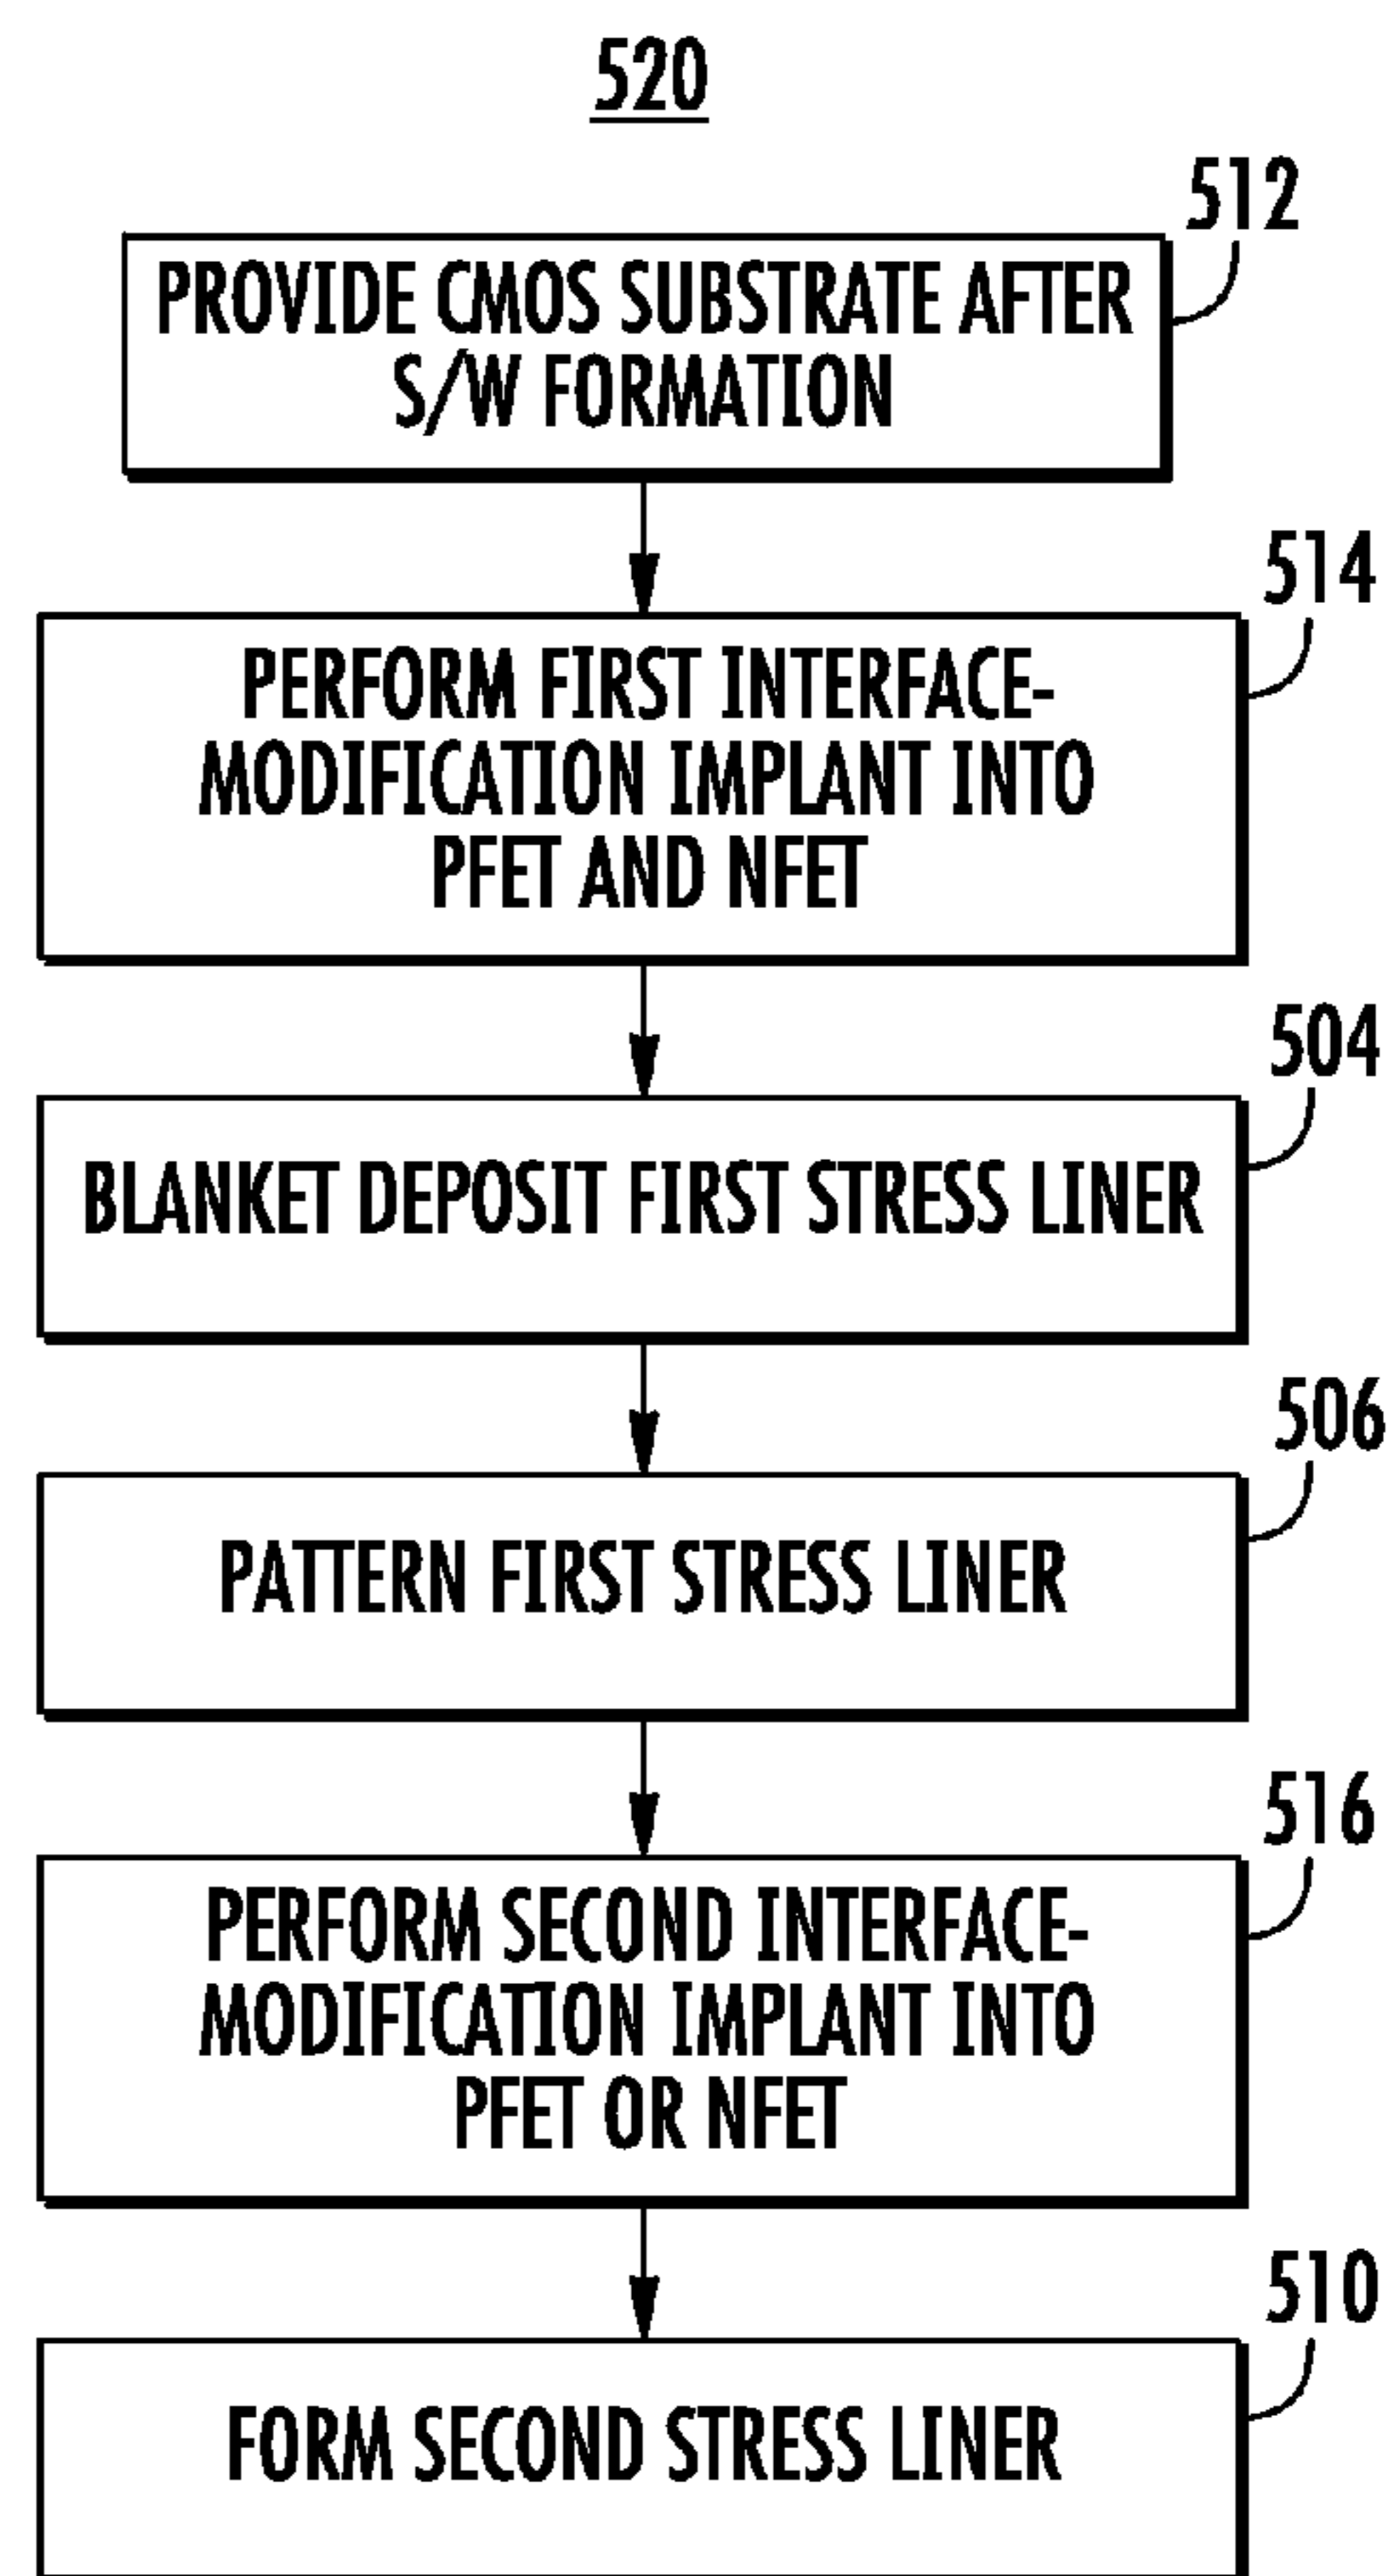 520
512
PROVIDE CMOS SUBSTRATE AFTER
S/W FORMATION
514
PERFORM FIRST INTERFACE-
MODIFICATION IMPLANT INTO
PFET AND NFET
504
BLANKET DEPOSIT FIRST STRESS LINER
506
PATTERN FIRST STRESS LINER
516
PERFORM SECOND INTERFACE-
MODIFICATION IMPLANT INTO
PFET OR NFET
510
FORM SECOND STRESS LINER